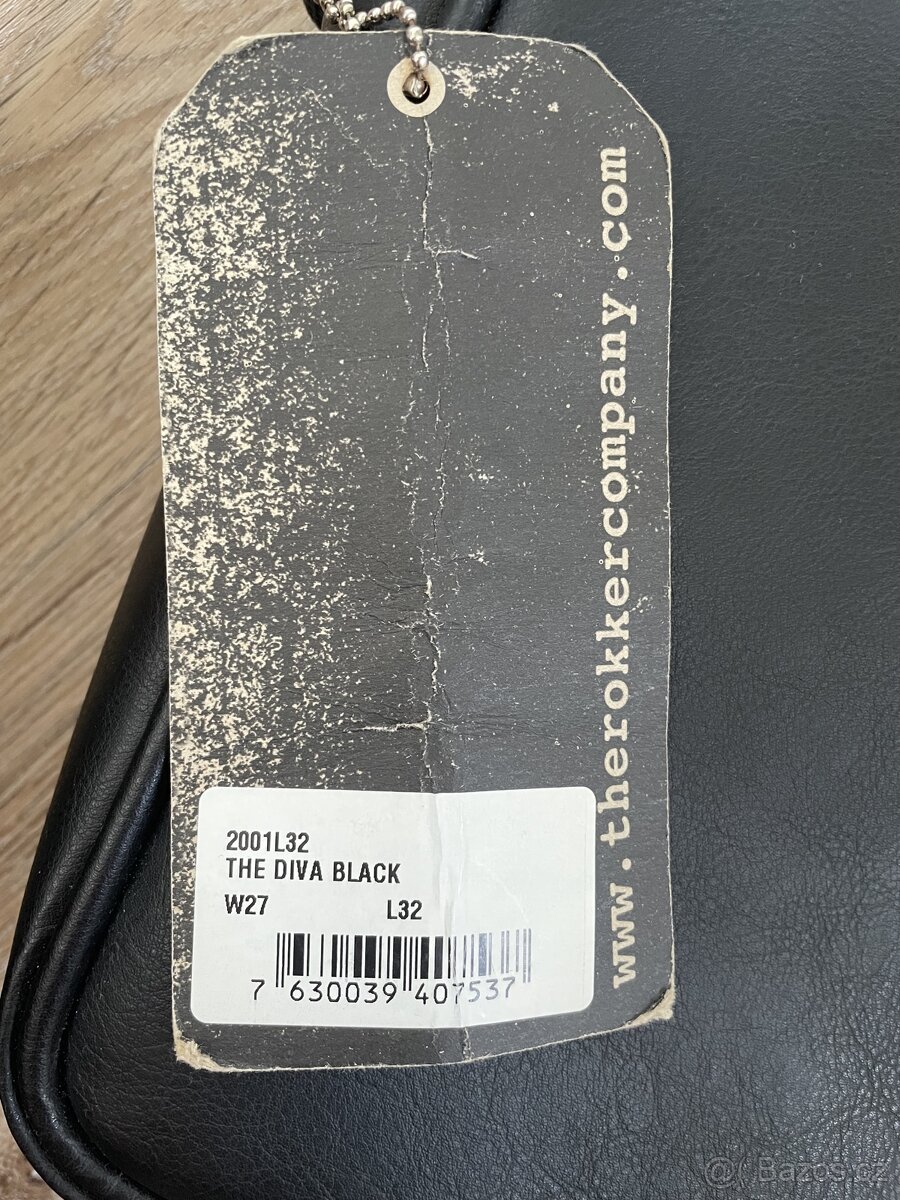 www.therokkercompany.com
2001L32
THE DIVA BLACK
W27 L32
7 630039 407537
@ Bazos.cz